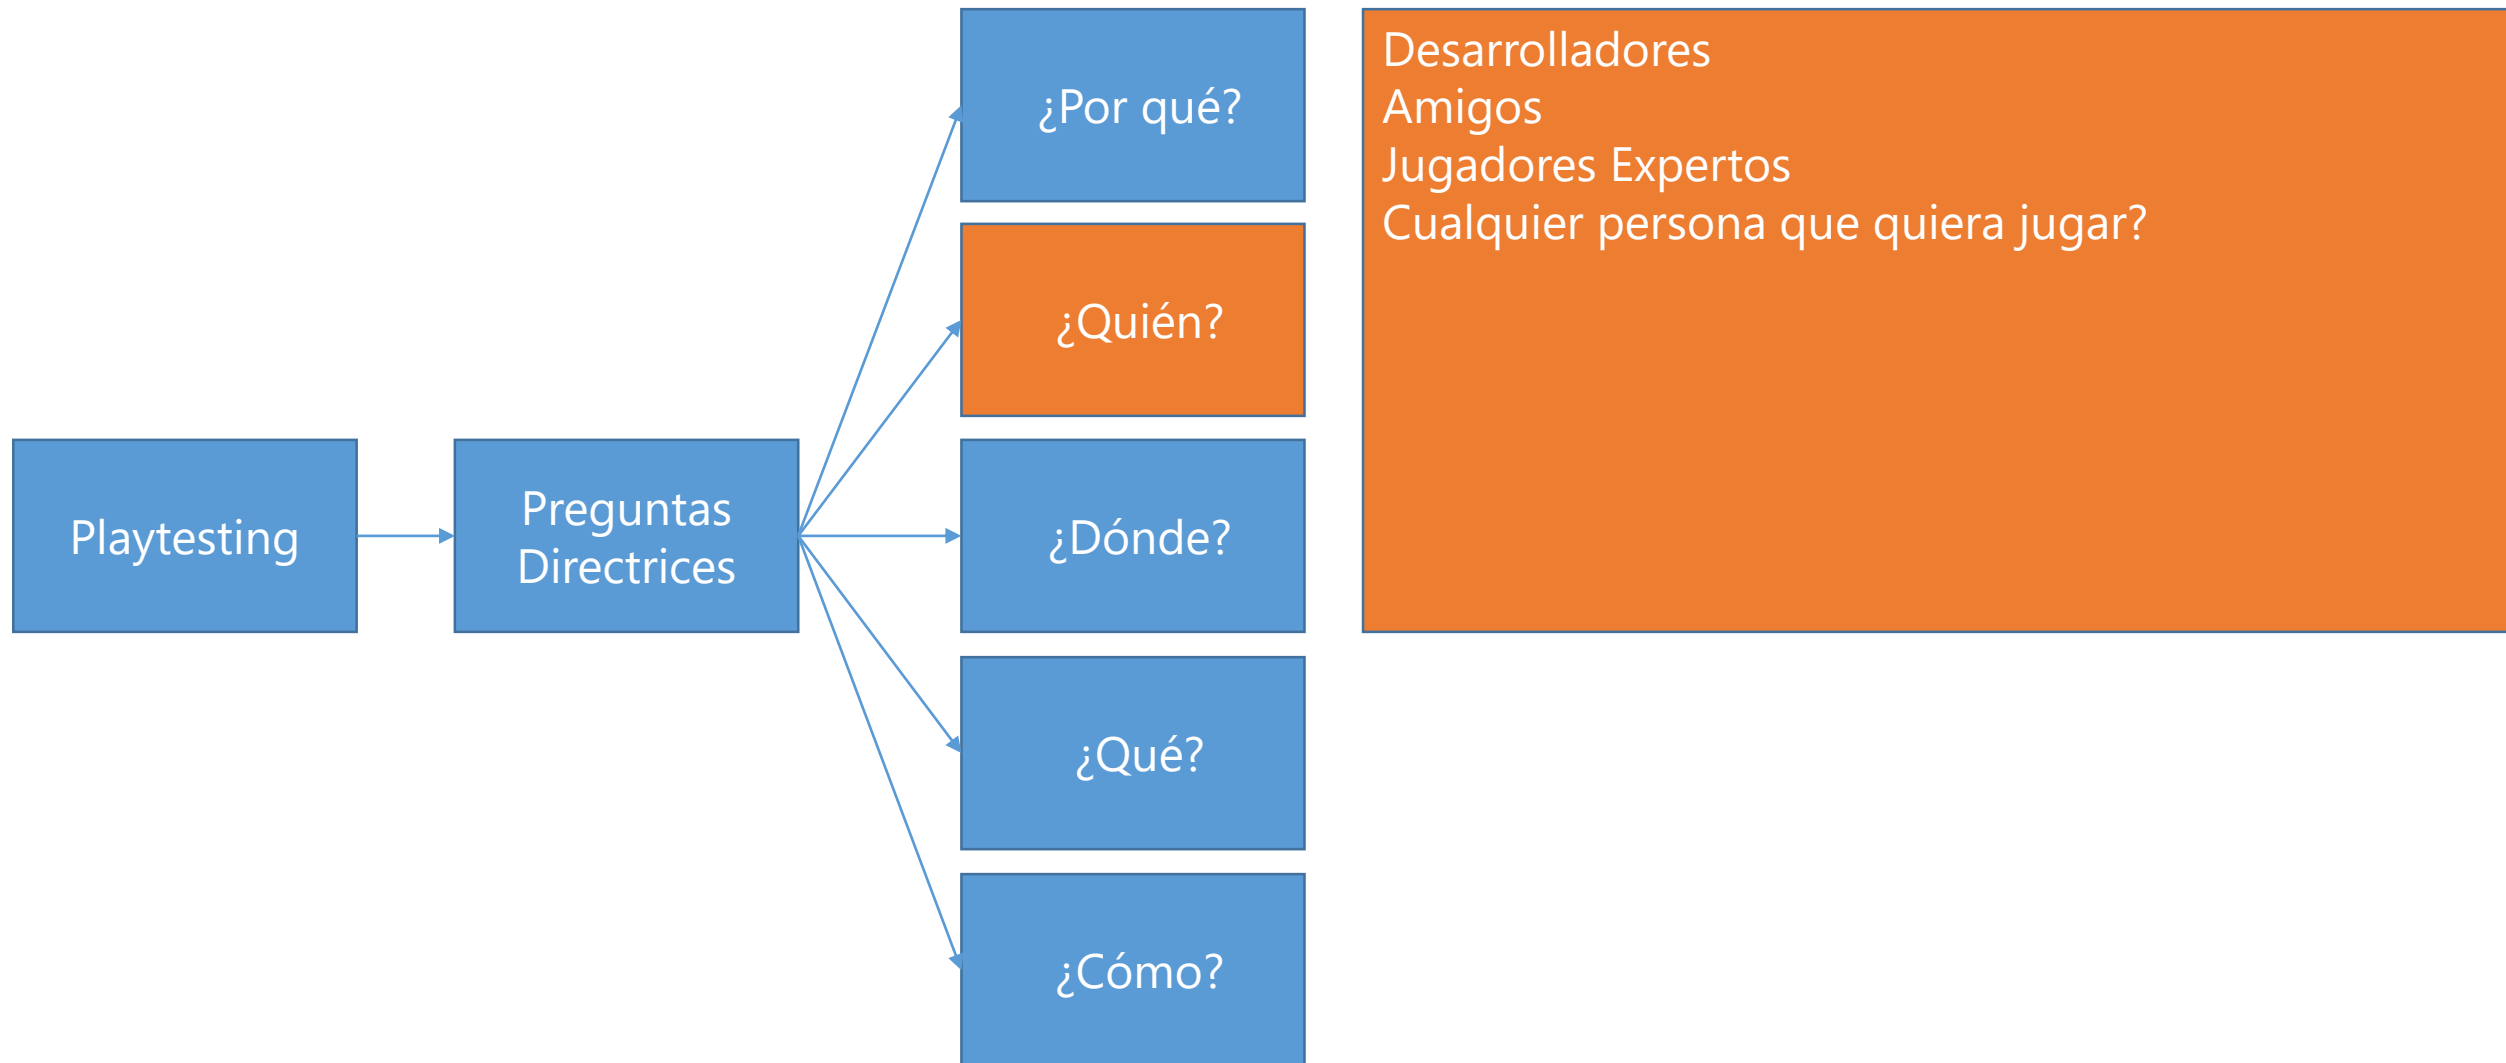 Playtesting
Preguntas
Directrices
¿Por qué?
¿Quién?
¿Dónde?
¿Qué?
¿Cómo?
Desarrolladores
Amigos
Jugadores Expertos
Cualquier persona que quiera jugar?